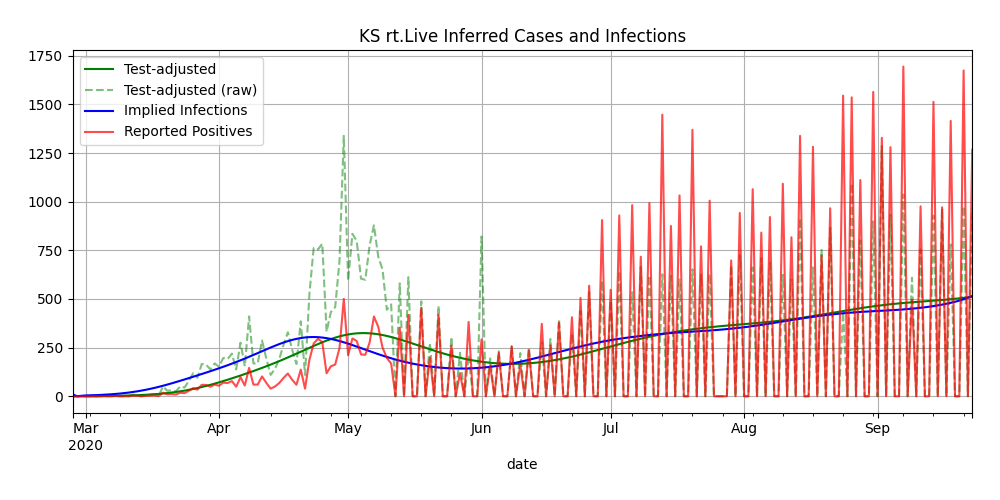 KS rt.Live Inferred Cases and Infections
Test-adjusted
Test-adjusted (raw)
Implied Infections
Reported Positives
1750
1500
1250
1000
750
500
250
0
Mar Apr May Jun Jul Aug Sep
2020
date